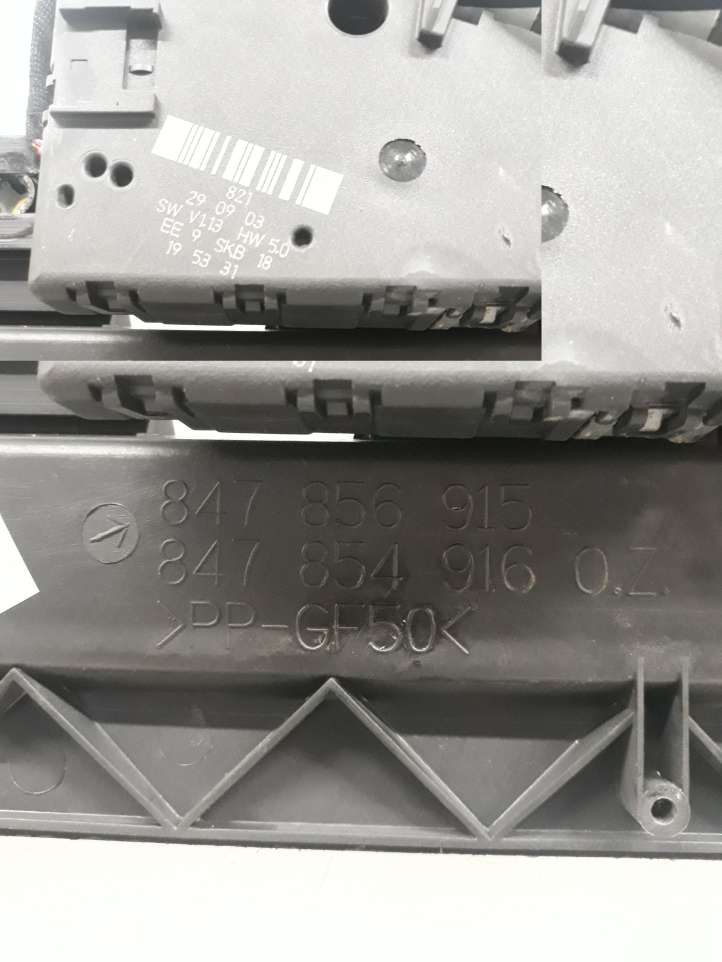 821
29 09 03
SW V1.13 HW 5.0
EE 9 SKB 18
19 53 31
847 856 915
847 854 916 O.Z.
>PP-GF50<